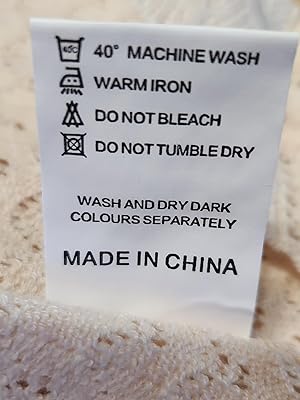 40°C
40° MACHINE WASH
WARM IRON
DO NOT BLEACH
DO NOT TUMBLE DRY
WASH AND DRY DARK
COLOURS SEPARATELY
MADE IN CHINA